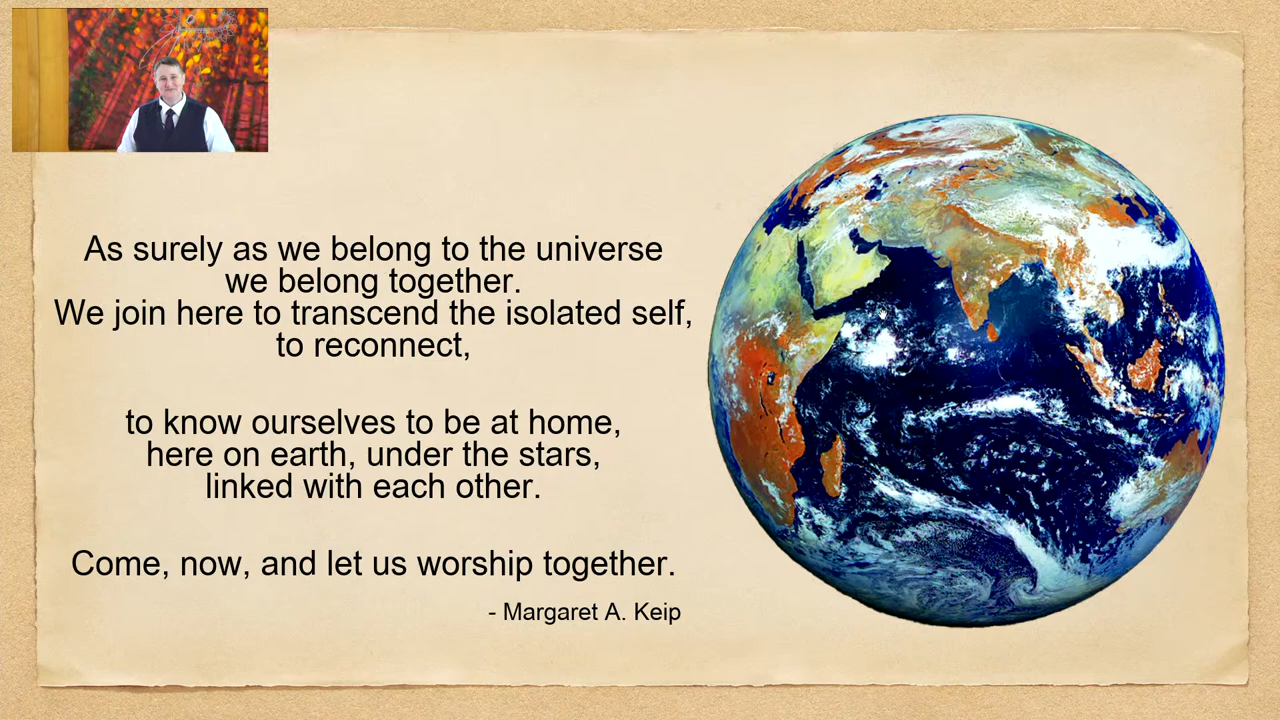 As surely as we belong to the universe
we belong together.
We join here to transcend the isolated self,
to reconnect,
to know ourselves to be at home,
here on earth, under the stars,
linked with each other.
Come, now, and let us worship together.
- Margaret A. Keip